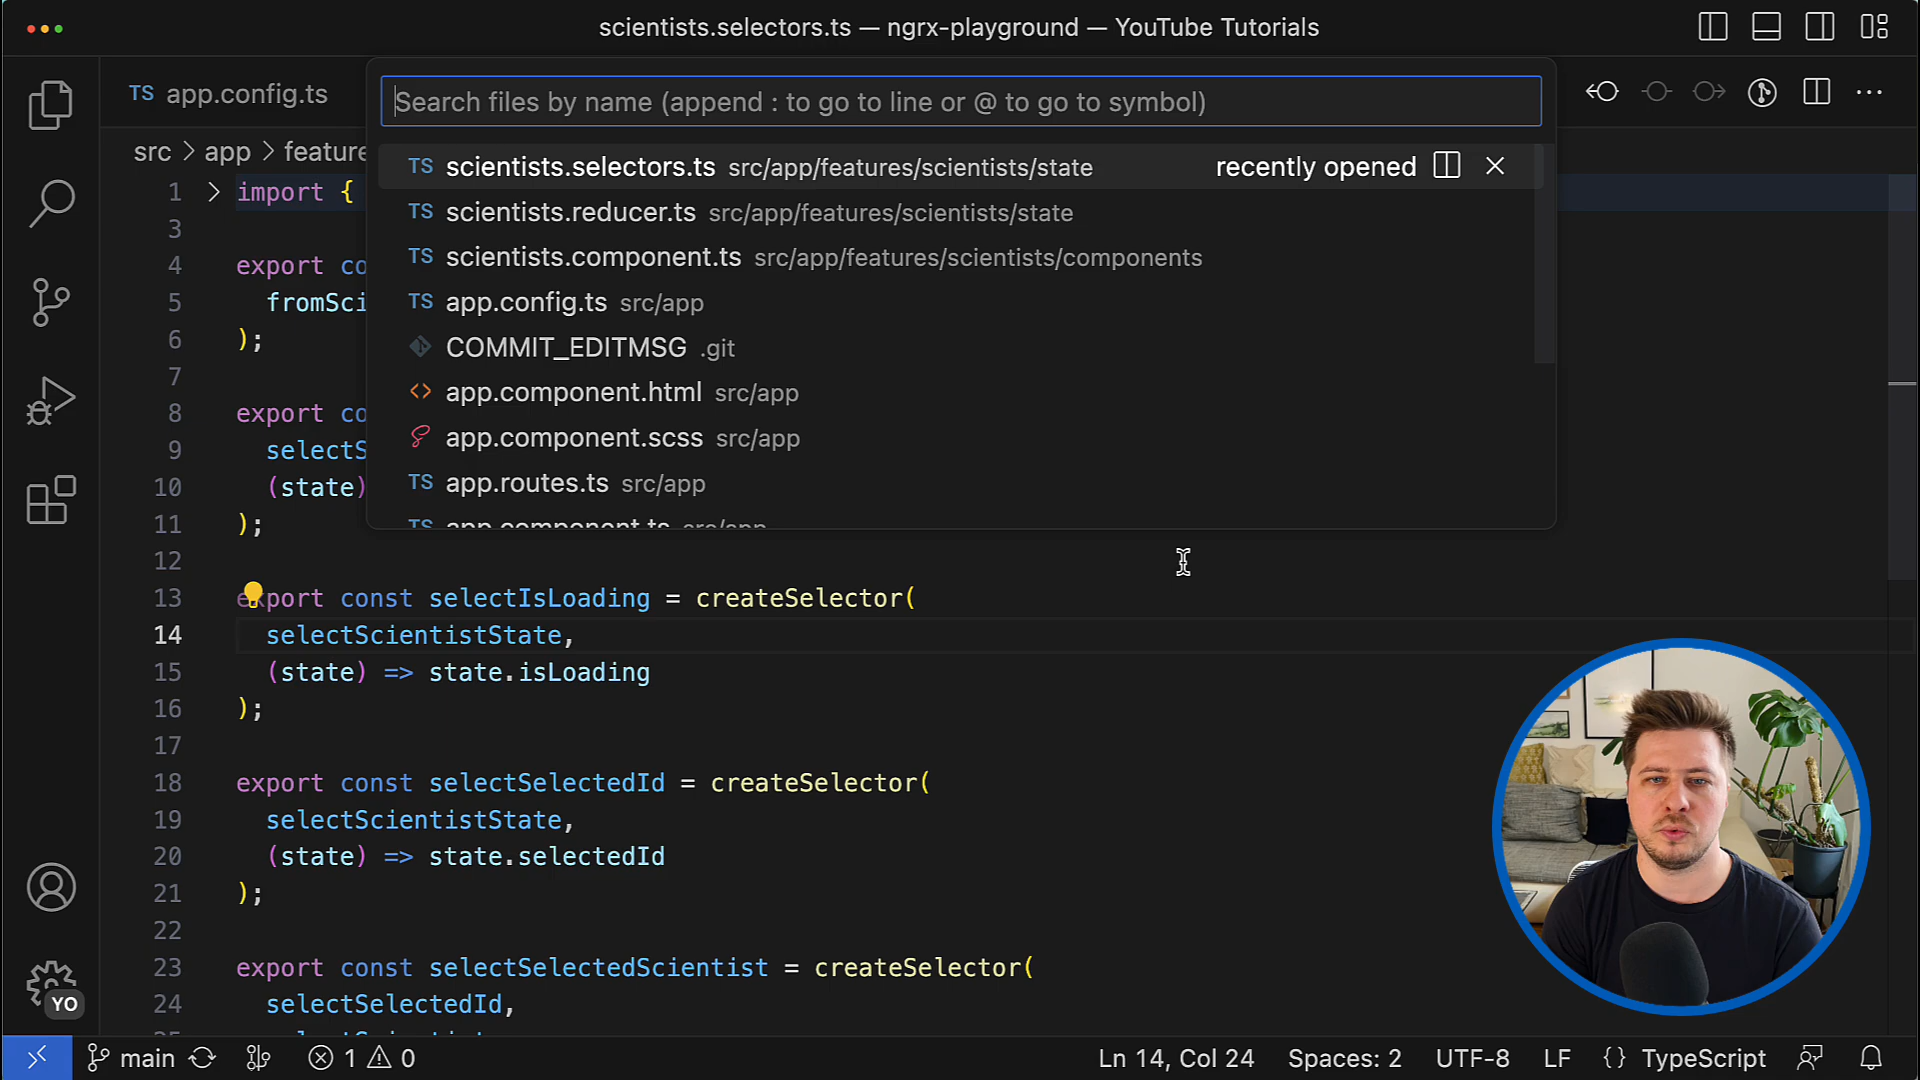 scientists.selectors.ts — ngrx-playground — YouTube Tutorials
TS app.config.ts
Search files by name (append : to go to line or @ to go to symbol)
src > app > feature
TS scientists.selectors.ts src/app/features/scientists/state recently opened
TS scientists.reducer.ts src/app/features/scientists/state
TS scientists.component.ts src/app/features/scientists/components
TS app.config.ts src/app
COMMIT_EDITMSG .git
<> app.component.html src/app
app.component.scss src/app
TS app.routes.ts src/app
TS app.component.ts src/app
1 > import {
3
4 export co
5 fromSci
6 );
7
8 export co
9 selectS
10 (state)
11 );
12
13 export const selectIsLoading = createSelector(
14 selectScientistState,
15 (state) => state.isLoading
16 );
17
18 export const selectSelectedId = createSelector(
19 selectScientistState,
20 (state) => state.selectedId
21 );
22
23 export const selectSelectedScientist = createSelector(
24 selectSelectedId,
YO
main 1 0 Ln 14, Col 24 Spaces: 2 UTF-8 LF {} TypeScript